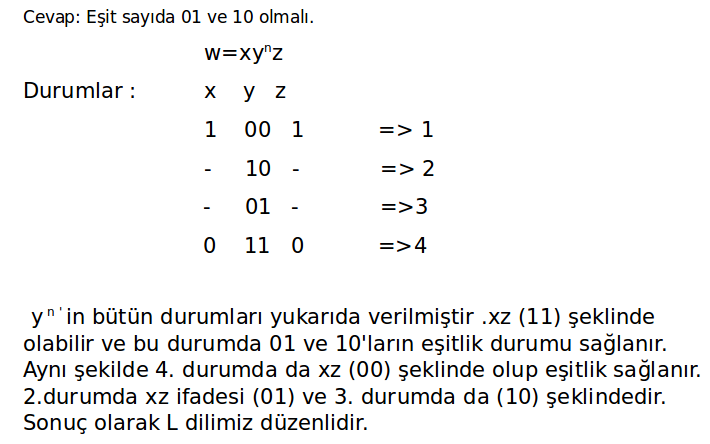 Cevap: Eşit sayıda 01 ve 10 olmalı.
w=xyⁿz
Durumlar : x y z
1 00 1 => 1
- 10 - => 2
- 01 - =>3
0 11 0 =>4
yⁿ'in bütün durumları yukarıda verilmiştir .xz (11) şeklinde
olabilir ve bu durumda 01 ve 10'ların eşitlik durumu sağlanır.
Aynı şekilde 4. durumda da xz (00) şeklinde olup eşitlik sağlanır.
2.durumda xz ifadesi (01) ve 3. durumda da (10) şeklindedir.
Sonuç olarak L dilimiz düzenlidir.